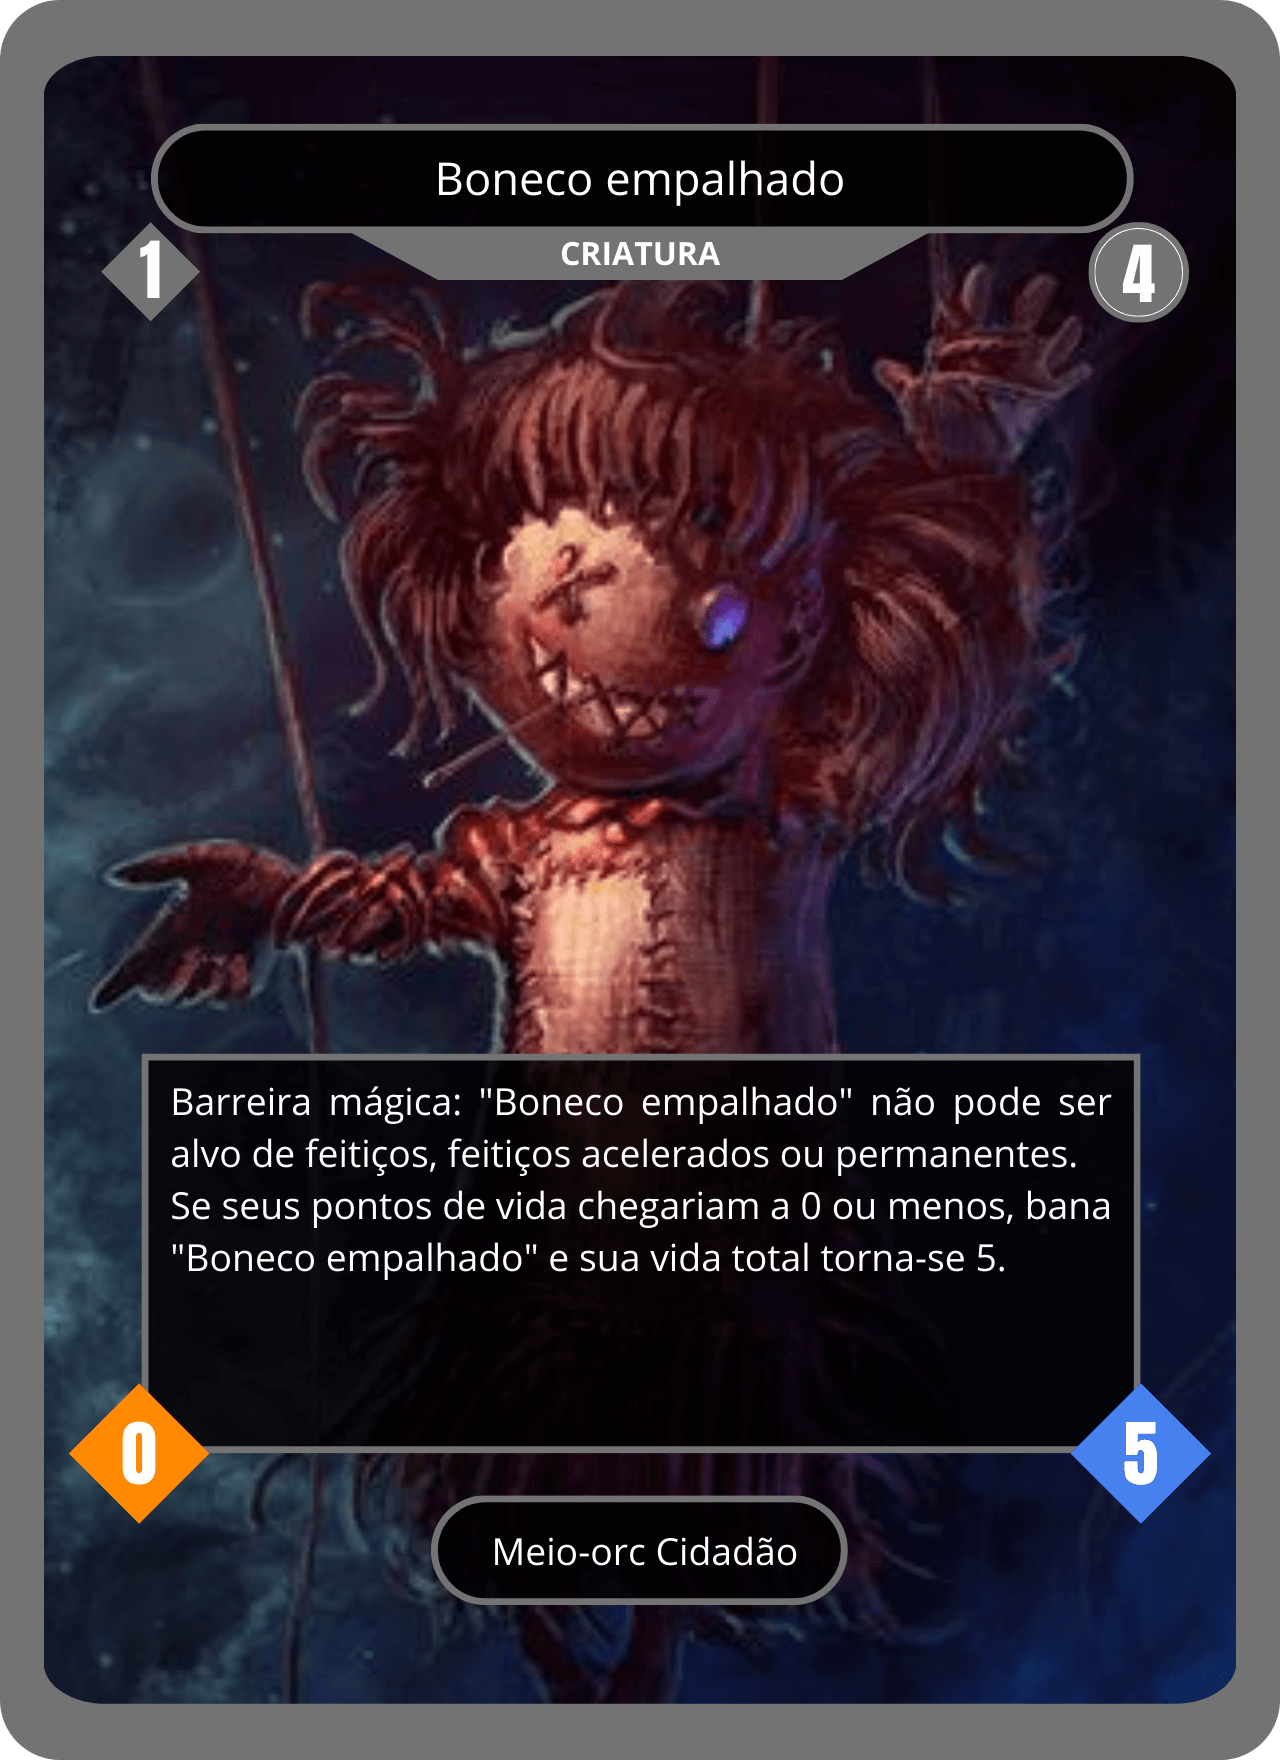 Boneco empalhado
CRIATURA
1
4
Barreira mágica: "Boneco empalhado" não pode ser
alvo de feitiços, feitiços acelerados ou permanentes.
Se seus pontos de vida chegariam a 0 ou menos, bana
"Boneco empalhado" e sua vida total torna-se 5.
0
5
Meio-orc Cidadão